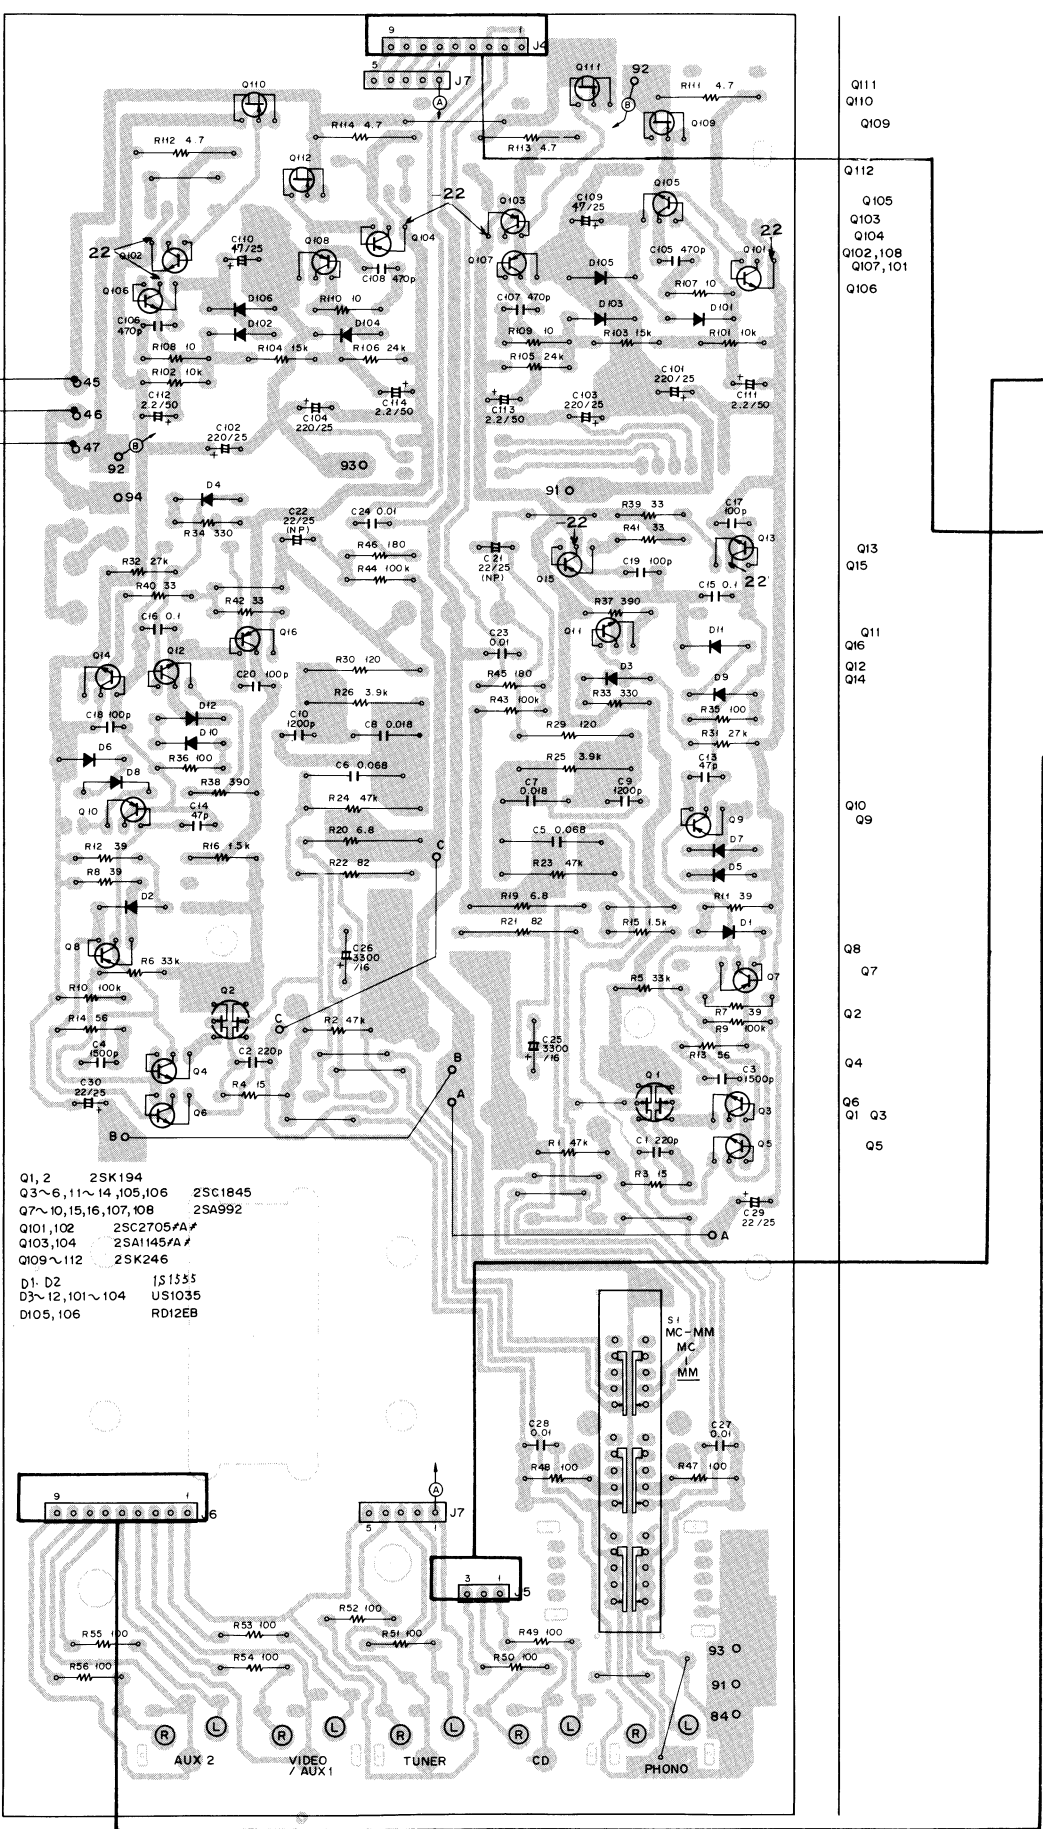 9 1 J4
5 1 J7
Q111 92
R111 4.7 Q111
Q110 Q110
A B
R114 4.7 Q109 Q109
R112 4.7 R113 4.7
Q112 Q112
-22
Q103 C109 47/25 Q105 Q105
Q103
22 Q102 C110 47/25 Q108 Q104 22 Q104
Q107 C105 470p Q101 Q102,108
Q107,101
Q106 C108 470p D105 R107 10 Q106
D106 R110 10 C107 470p D103 D101
C106 470p D102 D104
R109 10 R103 15k R101 10k
R108 10 R104 15k R106 24k R105 24k
R102 10k
45
C112 2.2/50 C104 220/25 C114 2.2/50 C113 2.2/50 C103 220/25 C101 220/25 C111 2.2/50
46
47 B C102 220/25
92
93
94 91
D4 R39 33 C17 100p
R34 330 C22 22/25 (NP) C24 0.01 -22 R41 33 Q13 Q13
R46 180 C21 22/25 (NP) Q15 C19 100p 22 Q15
R32 27k R44 100k
R40 33 C15 0.1
R42 33 R37 390
C16 0.1 Q16 C23 0.01 Q11 D11 Q11
Q16
Q14 Q12 R30 120 D3 Q12
C20 100p R45 180 Q14
R26 3.9k R43 100k R33 330 D9
C18 100p D12 C10 1200p C8 0.018 R29 120 R35 100
D10 R31 27k
D6 R36 100 C6 0.068 R25 3.9k C13 47p
D8 R38 390 C7 0.018 C9 1200p
Q10 C14 47p R24 47k Q9 Q10
Q9
R20 6.8 C C5 0.068 D7
R12 39 R16 1.5k
R8 39 R22 82 R23 47k D5
D2 R19 6.8 R11 39
R21 82 R15 1.5k D1
Q8 C26 3300/16 Q8
R6 33k R5 33k Q7 Q7
R10 100k Q2 R7 39
R14 56 C R2 47k C25 3300/16 R9 100k Q2
R13 56
C4 1500p C2 220p B C3 1500p Q4
Q4
C30 22/25 R4 15 Q1
Q6 A Q3 Q6
Q1 Q3
B R1 47k C1 220p Q5 Q5
R3 15
C29 22/25
A
Q1, 2 2SK194
Q3~6,11~14,105,106 2SC1845
Q7~10,15,16,107,108 2SA992
Q101,102 2SC2705*A*
Q103,104 2SA1145*A*
Q109~112 2SK246
D1. D2 1S1555
D3~12,101~104 US1035
D105,106 RD12EB
S1
MC-MM
MC
MM
C28 0.01 C27 0.01
R48 100 R47 100
A
9 1 J6 5 1 J7
3 1 J5
R52 100
R53 100
R55 100 R51 100 R49 100
93
R54 100 R50 100
R56 100
91
84
R L R L R L R L R L
AUX 2 VIDEO / AUX1 TUNER CD PHONO